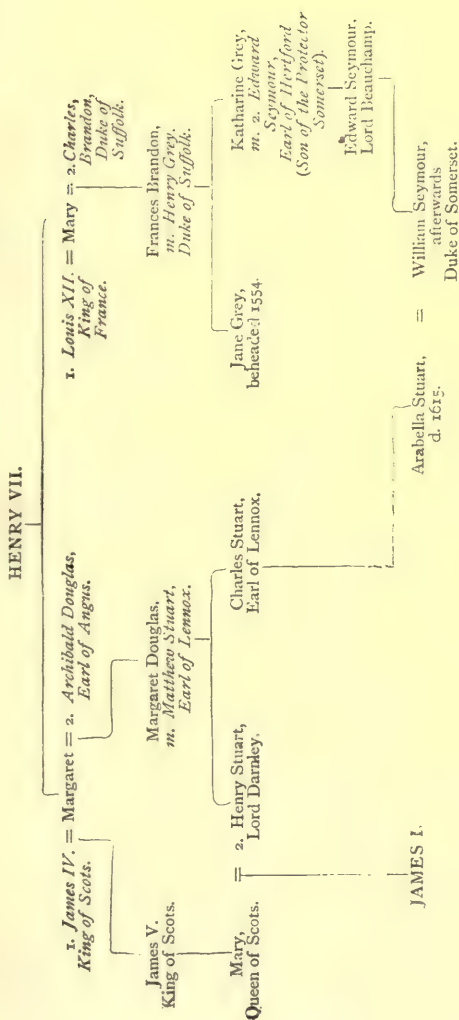 HENRY VII.
1. James IV. = Margaret = 2. Archibald Douglas,
King of Scots.
Earl of Angus.
1. Louis XII. = Mary = 2. Charles,
King of
France.
Brandon,
Duke of
Suffolk.
James V.
King of Scots.
Margaret Douglas.
m. Matthew Stuart,
Earl of Lennox.
Frances Brandon,
m. Henry Grey.
Duke of Suffolk.
Mary,
Queen of Scots.
= 2. Henry Stuart,
Lord Darnley.
Charles Stuart,
Earl of Lennox.
Jane Grey,
beheaded 1554.
Katharine Grey,
m. 2. Edward
Seymour,
Earl of Hertford
(Son of the Protector
Somerset).
Edward Seymour,
Lord Beauchamp.
JAMES I.
Arabella Stuart,
d. 1615.
=
William Seymour,
afterwards
Duke of Somerset.